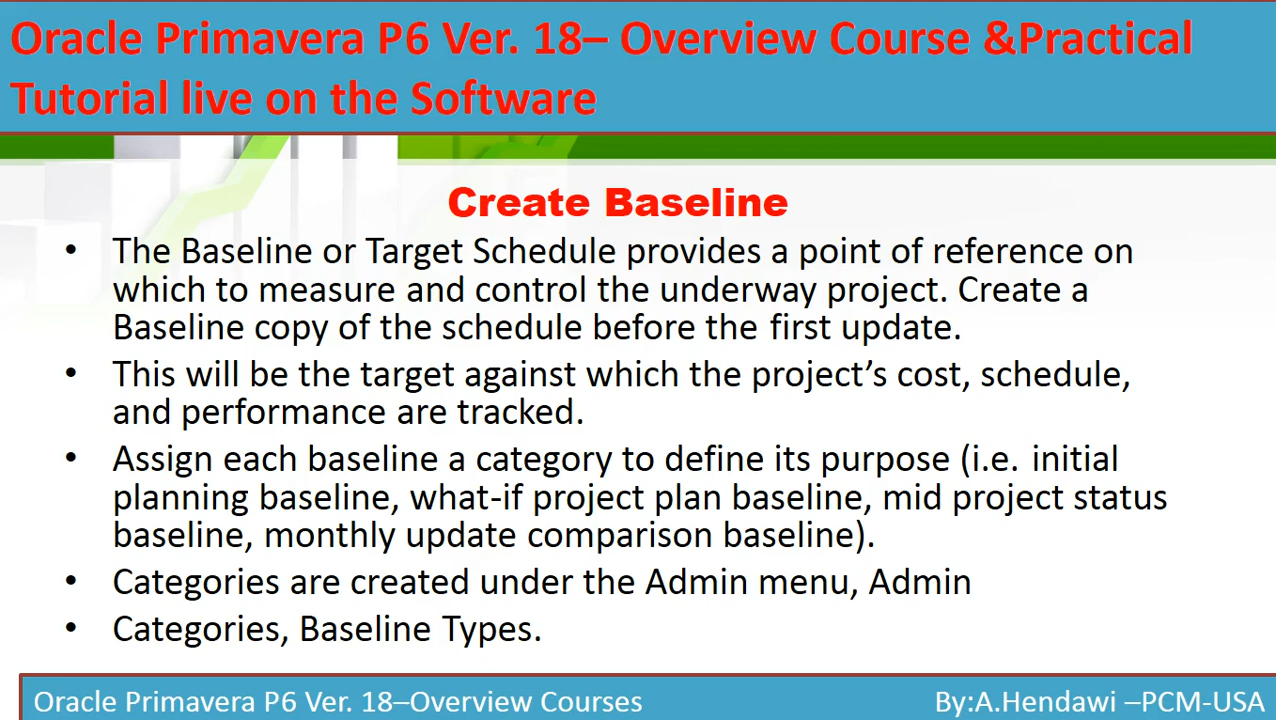 Oracle Primavera P6 Ver. 18– Overview Course &Practical
Tutorial live on the Software
Create Baseline
• The Baseline or Target Schedule provides a point of reference on
which to measure and control the underway project. Create a
Baseline copy of the schedule before the first update.
• This will be the target against which the project’s cost, schedule,
and performance are tracked.
• Assign each baseline a category to define its purpose (i.e. initial
planning baseline, what-if project plan baseline, mid project status
baseline, monthly update comparison baseline).
• Categories are created under the Admin menu, Admin
• Categories, Baseline Types.
Oracle Primavera P6 Ver. 18–Overview Courses
By:A.Hendawi –PCM-USA